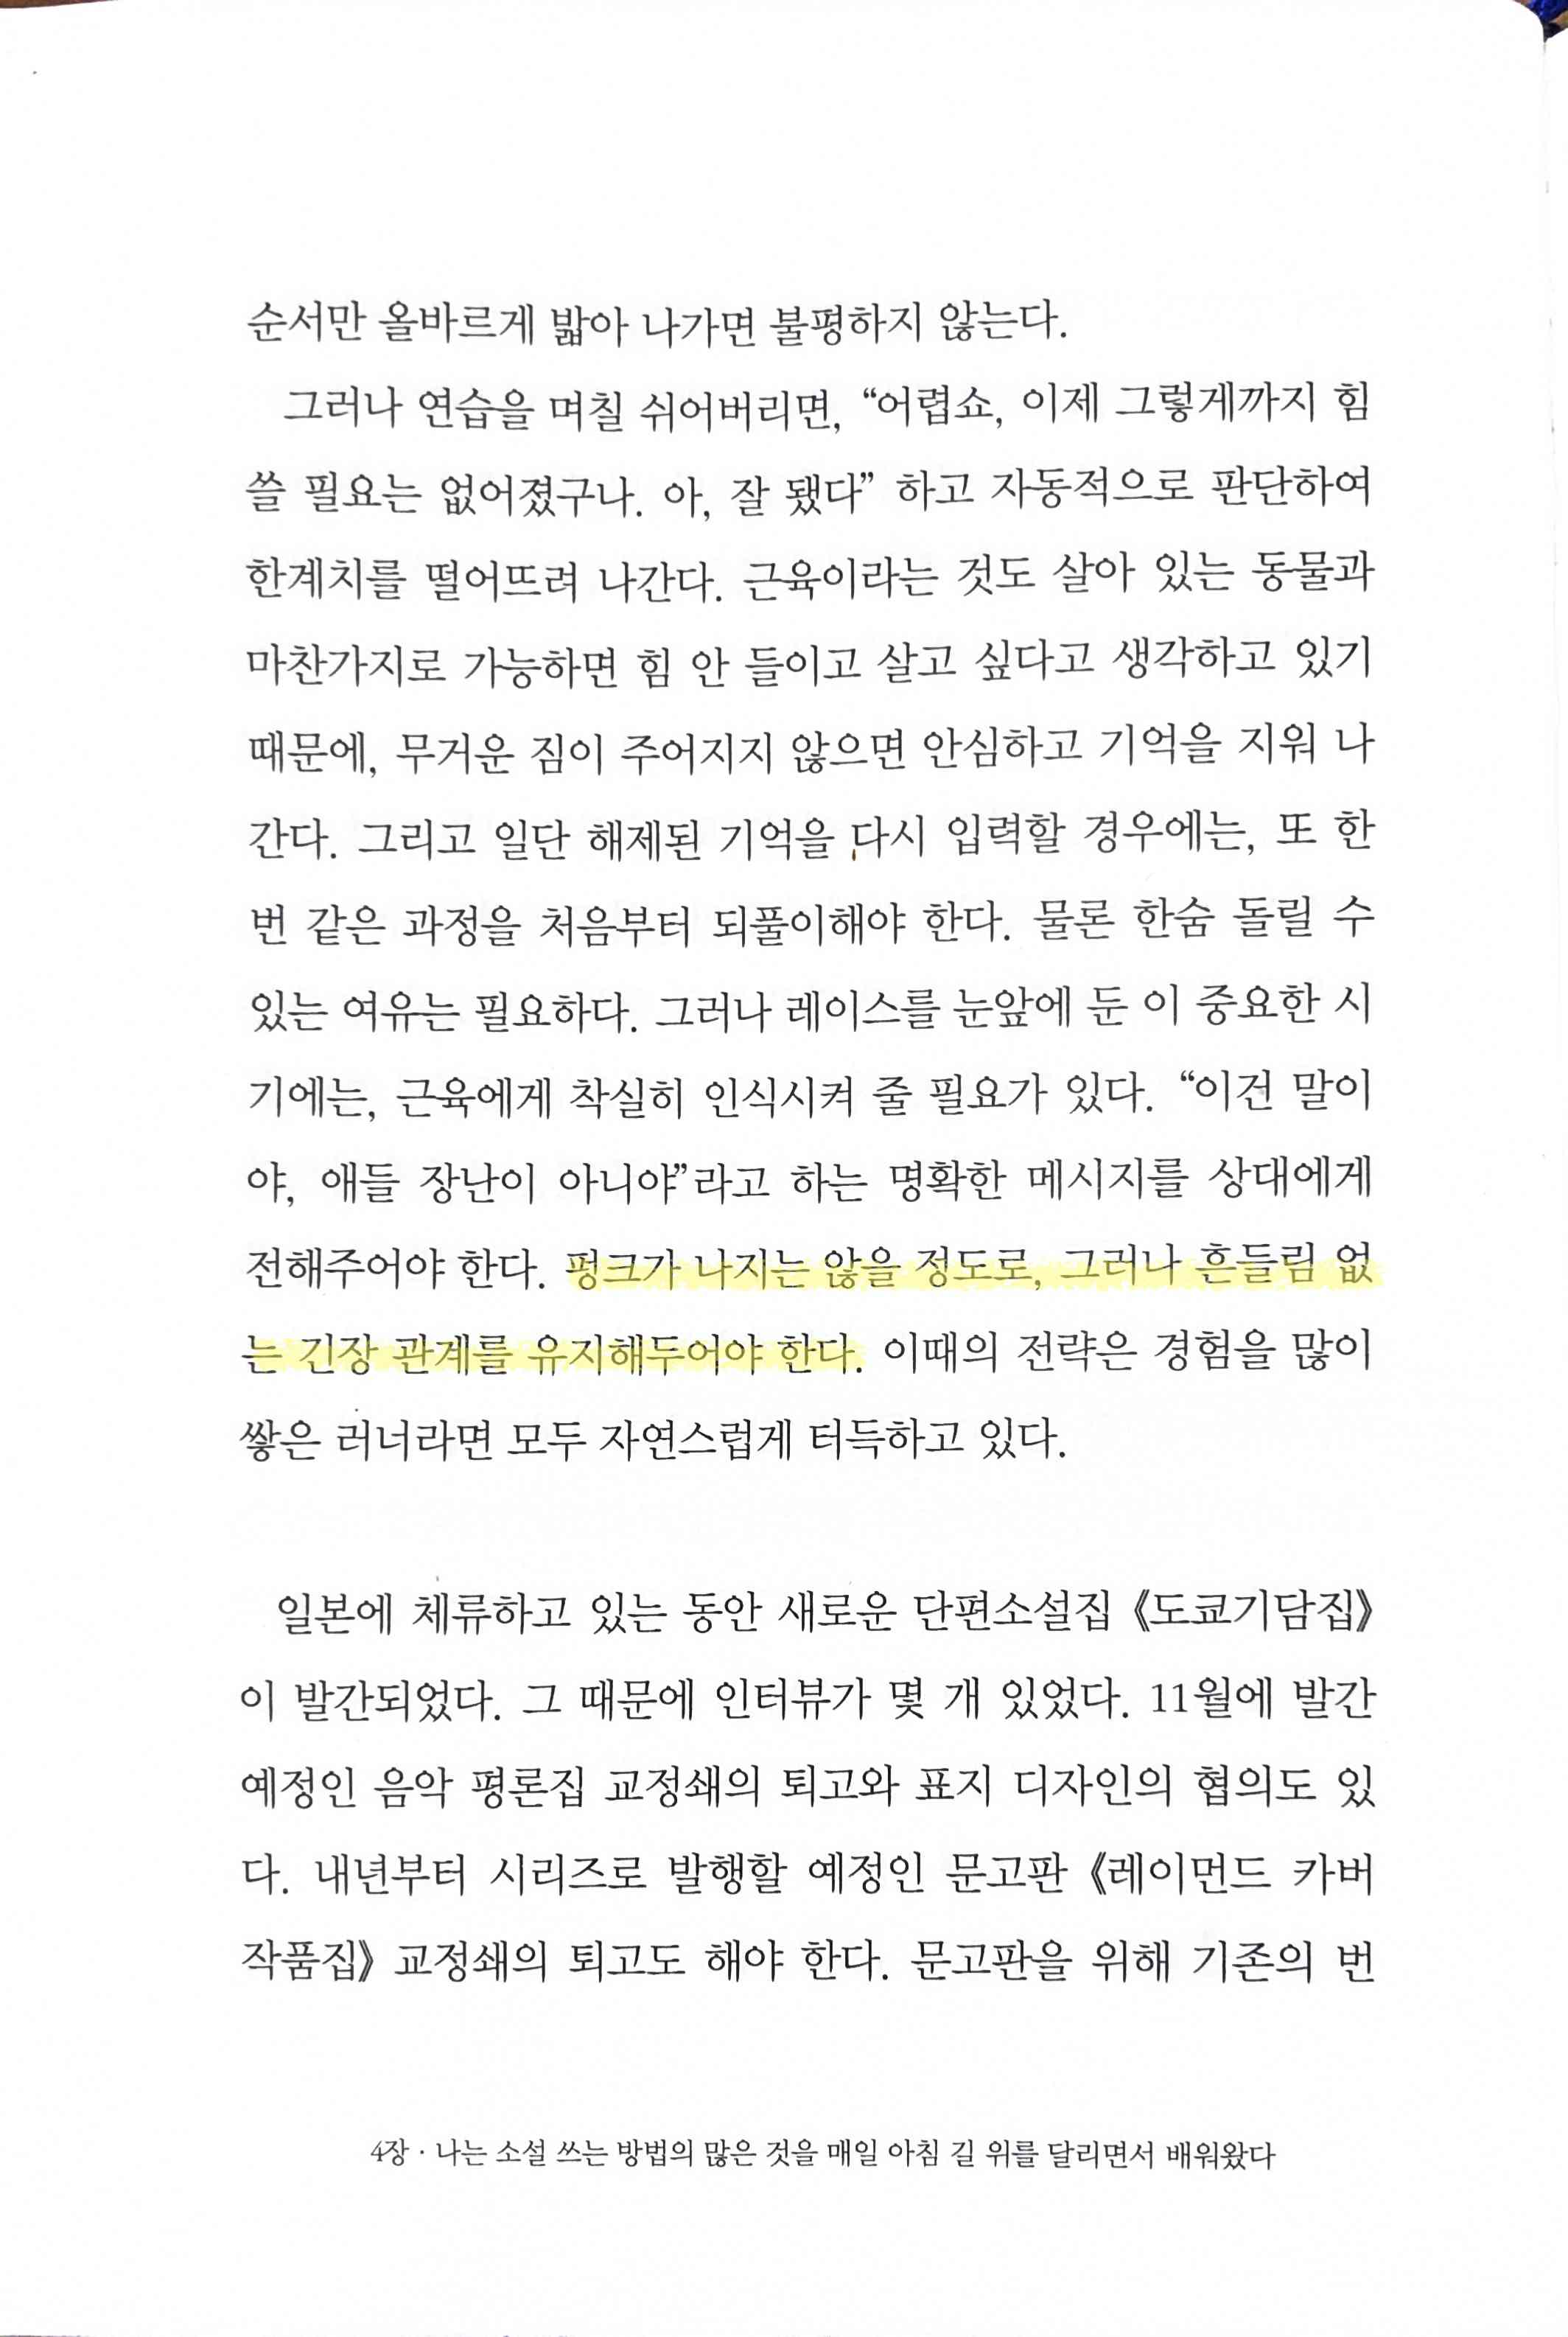 순서만 올바르게 밟아 나가면 불평하지 않는다.
그러나 연습을 며칠 쉬어버리면, “어렵쇼, 이제 그렇게까지 힘
쓸 필요는 없어졌구나. 아, 잘 됐다” 하고 자동적으로 판단하여
한계치를 떨어뜨려 나간다. 근육이라는 것도 살아 있는 동물과
마찬가지로 가능하면 힘 안 들이고 살고 싶다고 생각하고 있기
때문에, 무거운 짐이 주어지지 않으면 안심하고 기억을 지워 나
간다. 그리고 일단 해제된 기억을 다시 입력할 경우에는, 또 한
번 같은 과정을 처음부터 되풀이해야 한다. 물론 한숨 돌릴 수
있는 여유는 필요하다. 그러나 레이스를 눈앞에 둔 이 중요한 시
기에는, 근육에게 착실히 인식시켜 줄 필요가 있다. “이건 말이
야, 애들 장난이 아니야”라고 하는 명확한 메시지를 상대에게
전해주어야 한다. 펑크가 나지는 않을 정도로, 그러나 흔들림 없
는 긴장 관계를 유지해두어야 한다. 이때의 전략은 경험을 많이
쌓은 러너라면 모두 자연스럽게 터득하고 있다.
일본에 체류하고 있는 동안 새로운 단편소설집 《도쿄기담집》
이 발간되었다. 그 때문에 인터뷰가 몇 개 있었다. 11월에 발간
예정인 음악 평론집 교정쇄의 퇴고와 표지 디자인의 협의도 있
다. 내년부터 시리즈로 발행할 예정인 문고판 《레이먼드 카버
작품집》 교정쇄의 퇴고도 해야 한다. 문고판을 위해 기존의 번
4장 · 나는 소설 쓰는 방법의 많은 것을 매일 아침 길 위를 달리면서 배워왔다